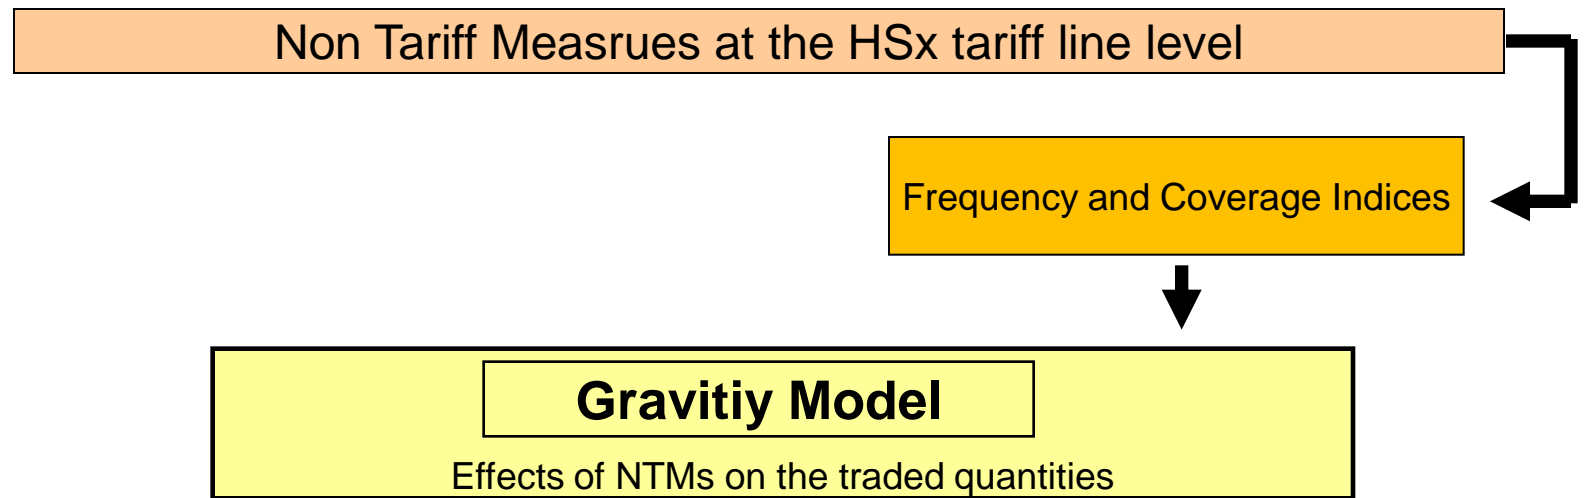 Non Tariff Measrues at the HSx tariff line level
Frequency and Coverage Indices
Gravitiy Model
Effects of NTMs on the traded quantities